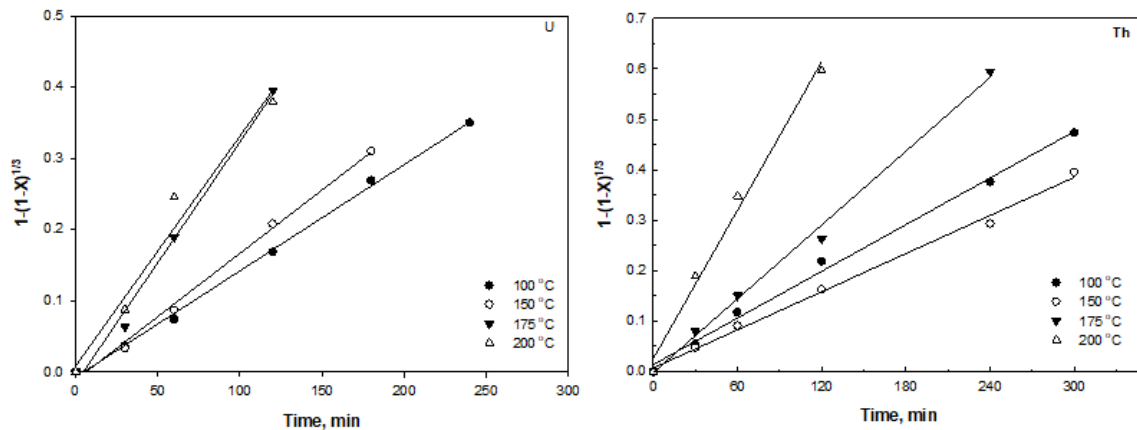 0.5
0.4
0.3
0.2
0.1
0.0
1-(1-X)^1/3
U
100 °C
150 °C
175 °C
200 °C
0 50 100 150 200 250 300
Time, min
0.7
0.6
0.5
0.4
0.3
0.2
0.1
0.0
1-(1-X)^1/3
Th
100 °C
150 °C
175 °C
200 °C
0 60 120 180 240 300
Time, min